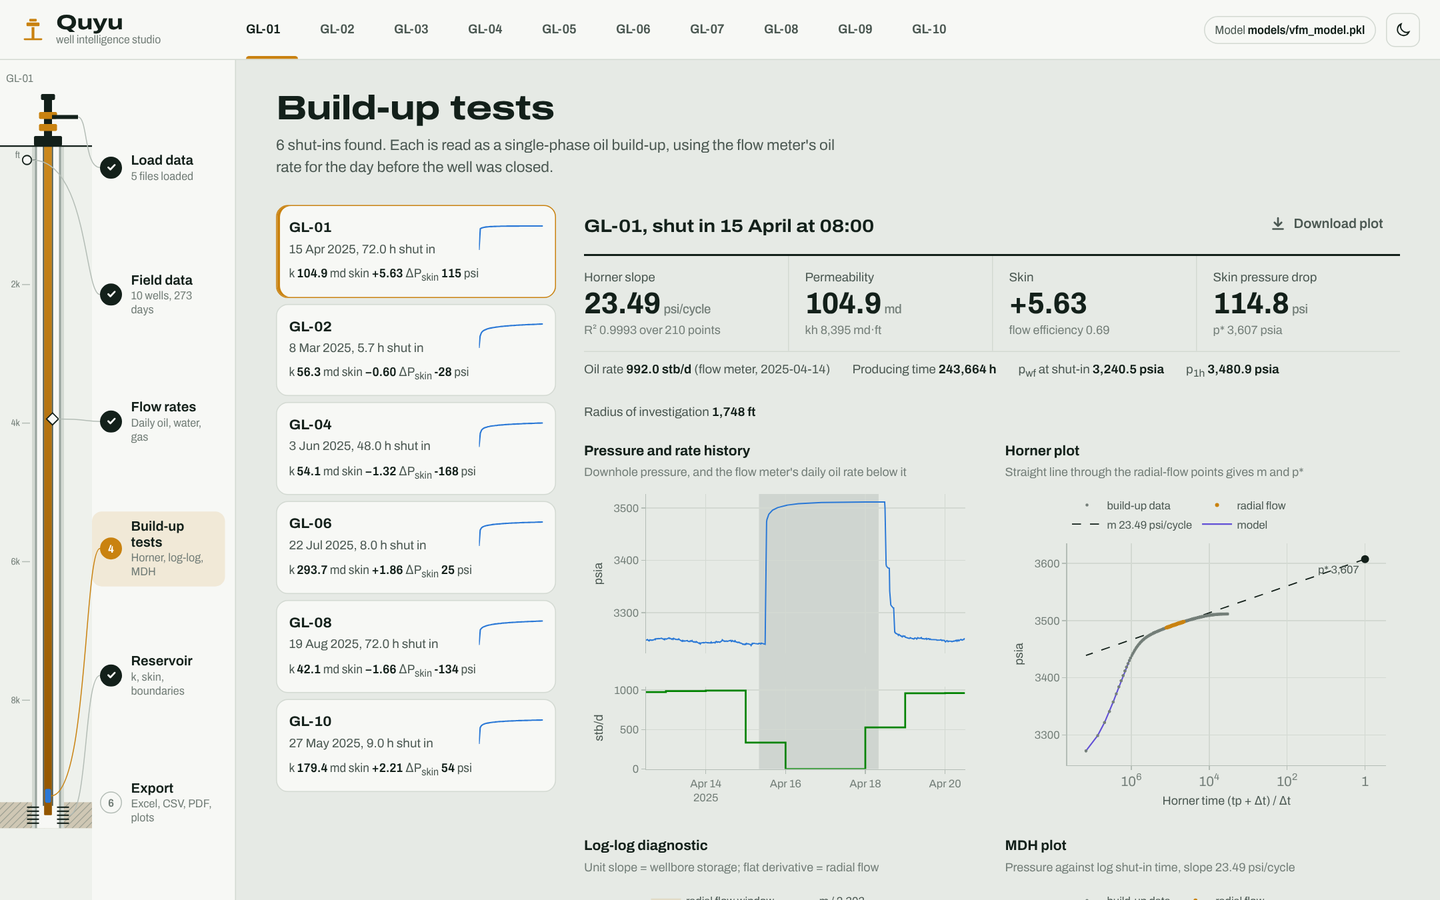 Quyu
well intelligence studio
GL-01
GL-02
GL-03
GL-04
GL-05
GL-06
GL-07
GL-08
GL-09
GL-10
Model models/vfm_model.pkl
GL-01
ft
2k
4k
6k
8k
Load data
5 files loaded
Field data
10 wells, 273
days
Flow rates
Daily oil, water,
gas
4
Build-up
tests
Horner, log-log,
MDH
Reservoir
k, skin,
boundaries
6
Export
Excel, CSV, PDF,
plots
Build-up tests
6 shut-ins found. Each is read as a single-phase oil build-up, using the flow meter's oil
rate for the day before the well was closed.
GL-01
15 Apr 2025, 72.0 h shut in
k 104.9 md skin +5.63 ΔPskin 115 psi
GL-02
8 Mar 2025, 5.7 h shut in
k 56.3 md skin −0.60 ΔPskin -28 psi
GL-04
3 Jun 2025, 48.0 h shut in
k 54.1 md skin −1.32 ΔPskin -168 psi
GL-06
22 Jul 2025, 8.0 h shut in
k 293.7 md skin +1.86 ΔPskin 25 psi
GL-08
19 Aug 2025, 72.0 h shut in
k 42.1 md skin −1.66 ΔPskin -134 psi
GL-10
27 May 2025, 9.0 h shut in
k 179.4 md skin +2.21 ΔPskin 54 psi
GL-01, shut in 15 April at 08:00
Download plot
Horner slope
23.49 psi/cycle
R² 0.9993 over 210 points
Permeability
104.9 md
kh 8,395 md·ft
Skin
+5.63
flow efficiency 0.69
Skin pressure drop
114.8 psi
p* 3,607 psia
Oil rate 992.0 stb/d (flow meter, 2025-04-14) Producing time 243,664 h pwf at shut-in 3,240.5 psia p1h 3,480.9 psia
Radius of investigation 1,748 ft
Pressure and rate history
Downhole pressure, and the flow meter's daily oil rate below it
3500
3400
3300
psia
1000
500
0
stb/d
Apr 14
2025
Apr 16
Apr 18
Apr 20
Horner plot
Straight line through the radial-flow points gives m and p*
build-up data
radial flow
m 23.49 psi/cycle
model
p* 3,607
3600
3500
3400
3300
psia
10⁶
10⁴
10²
1
Horner time (tp + Δt) / Δt
Log-log diagnostic
Unit slope = wellbore storage; flat derivative = radial flow
MDH plot
Pressure against log shut-in time, slope 23.49 psi/cycle